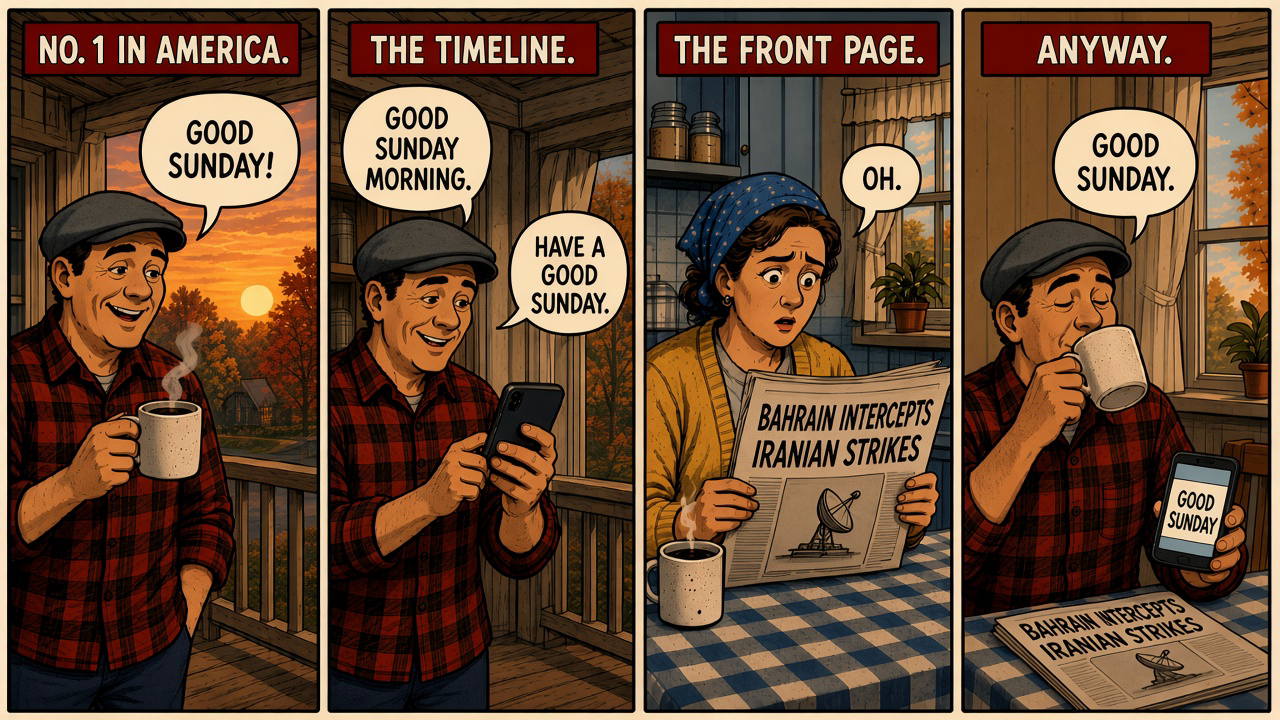 NO. 1 IN AMERICA.
GOOD
SUNDAY!
THE TIMELINE.
GOOD
SUNDAY
MORNING.
HAVE A
GOOD
SUNDAY.
THE FRONT PAGE.
OH.
BAHRAIN INTERCEPTS
IRANIAN STRIKES
ANYWAY.
GOOD
SUNDAY.
GOOD
SUNDAY
BAHRAIN INTERCEPTS
IRANIAN STRIKES